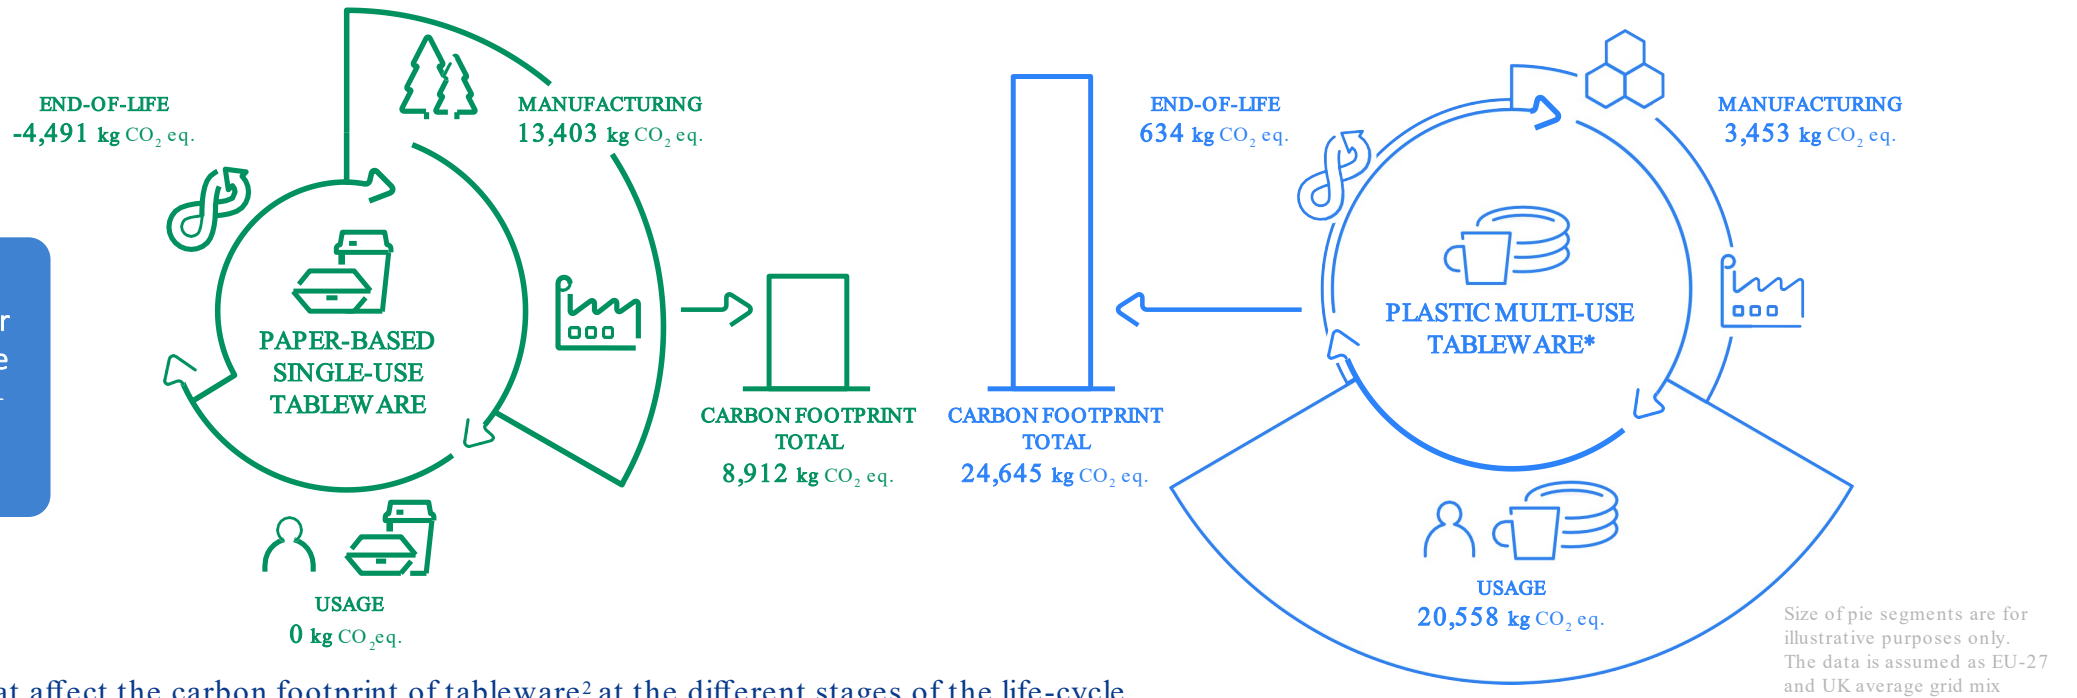 END-OF-LIFE
-4,491 kg CO2 eq.
MANUFACTURING
13,403 kg CO2 eq.
PAPER-BASED
SINGLE-USE
TABLEWARE
USAGE
0 kg CO2eq.
CARBON FOOTPRINT
TOTAL
8,912 kg CO2 eq.
CARBON FOOTPRINT
TOTAL
24,645 kg CO2 eq.
END-OF-LIFE
634 kg CO2 eq.
MANUFACTURING
3,453 kg CO2 eq.
PLASTIC MULTI-USE
TABLEWARE*
USAGE
20,558 kg CO2 eq.
Size of pie segments are for
illustrative purposes only.
The data is assumed as EU-27
and UK average grid mix
r
e
at affect the carbon footprint of tableware2 at the different stages of the life-cycle